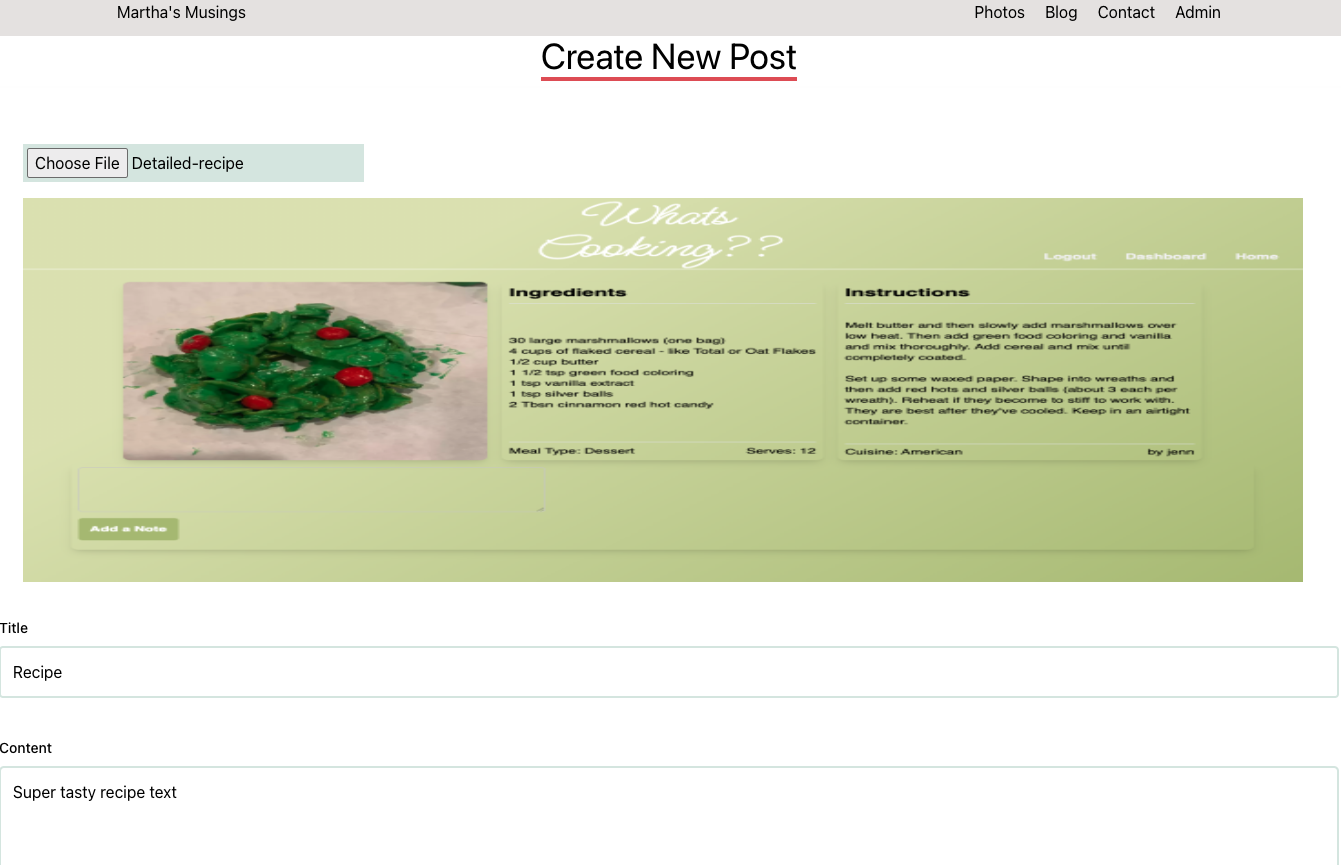 Martha's Musings
Photos Blog Contact Admin
Create New Post
Choose File Detailed-recipe
Whats
Cooking??
Logout Dashboard Home
Ingredients
30 large marshmallows (one bag)
4 cups of flaked cereal - like Total or Oat Flakes
1/2 cup butter
1 1/2 tsp green food coloring
1 tsp vanilla extract
1 tsp silver balls
2 Tbsn cinnamon red hot candy
Meal Type: Dessert Serves: 12
Instructions
Melt butter and then slowly add marshmallows over
low heat. Then add green food coloring and vanilla
and mix thoroughly. Add cereal and mix until
completely coated.
Set up some waxed paper. Shape into wreaths and
then add red hots and silver balls (about 3 each per
wreath). Reheat if they become to stiff to work with.
They are best after they've cooled. Keep in an airtight
container.
Cuisine: American by jenn
Add a Note
Title
Recipe
Content
Super tasty recipe text